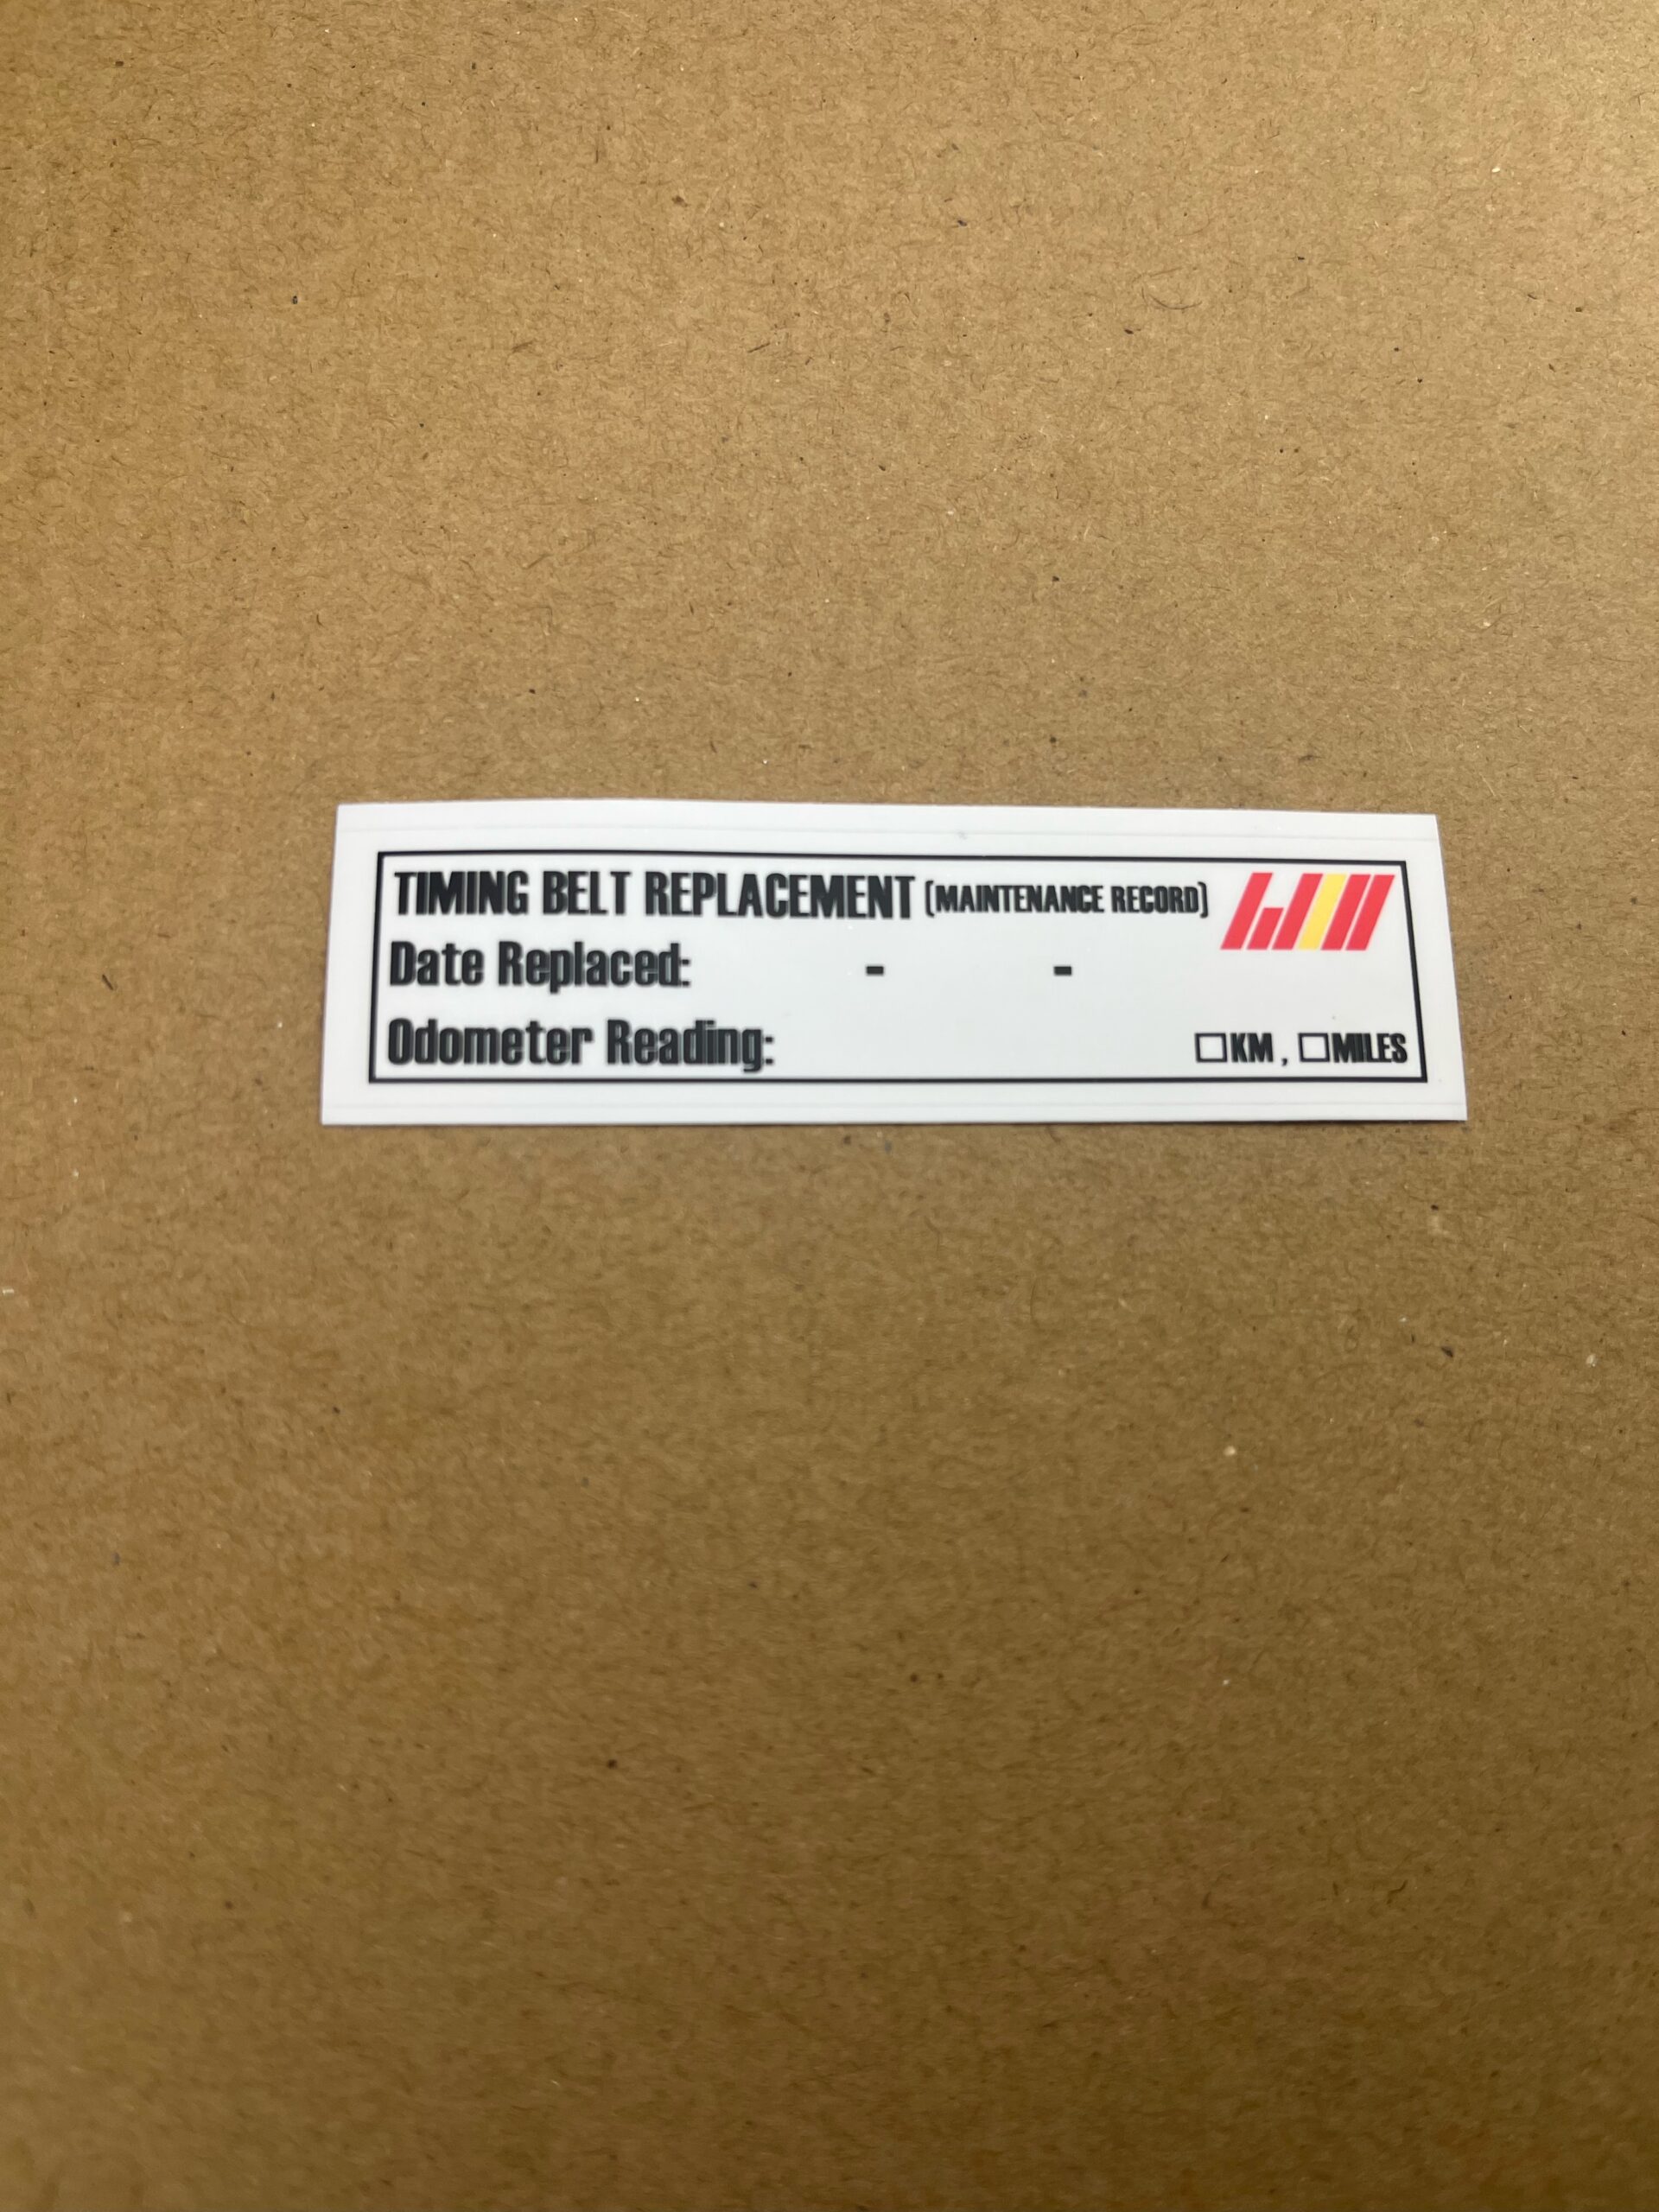 TIMING BELT REPLACEMENT (MAINTENANCE RECORD)
Date Replaced: - -
Odometer Reading: □KM , □MILES